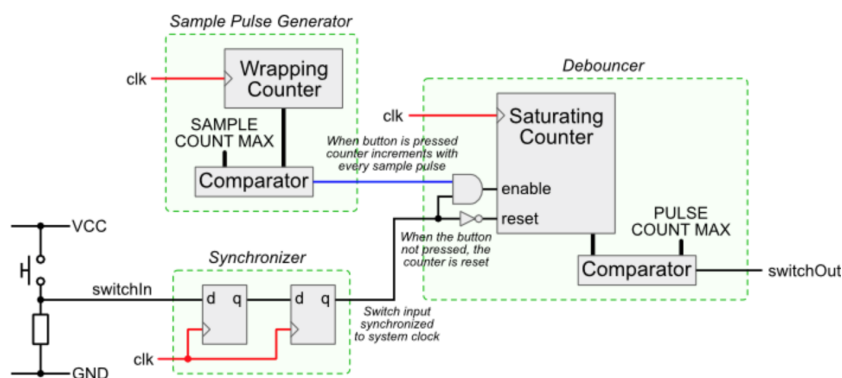 Sample Pulse Generator
clk
Wrapping
Counter
SAMPLE
COUNT MAX
Comparator
When button is pressed
counter increments with
every sample pulse
Debouncer
clk
Saturating
Counter
enable
reset
When the button
not pressed, the
counter is reset
PULSE
COUNT MAX
Comparator
switchOut
VCC
switchIn
GND
Synchronizer
d q
d q
clk
Switch input
synchronized
to system clock